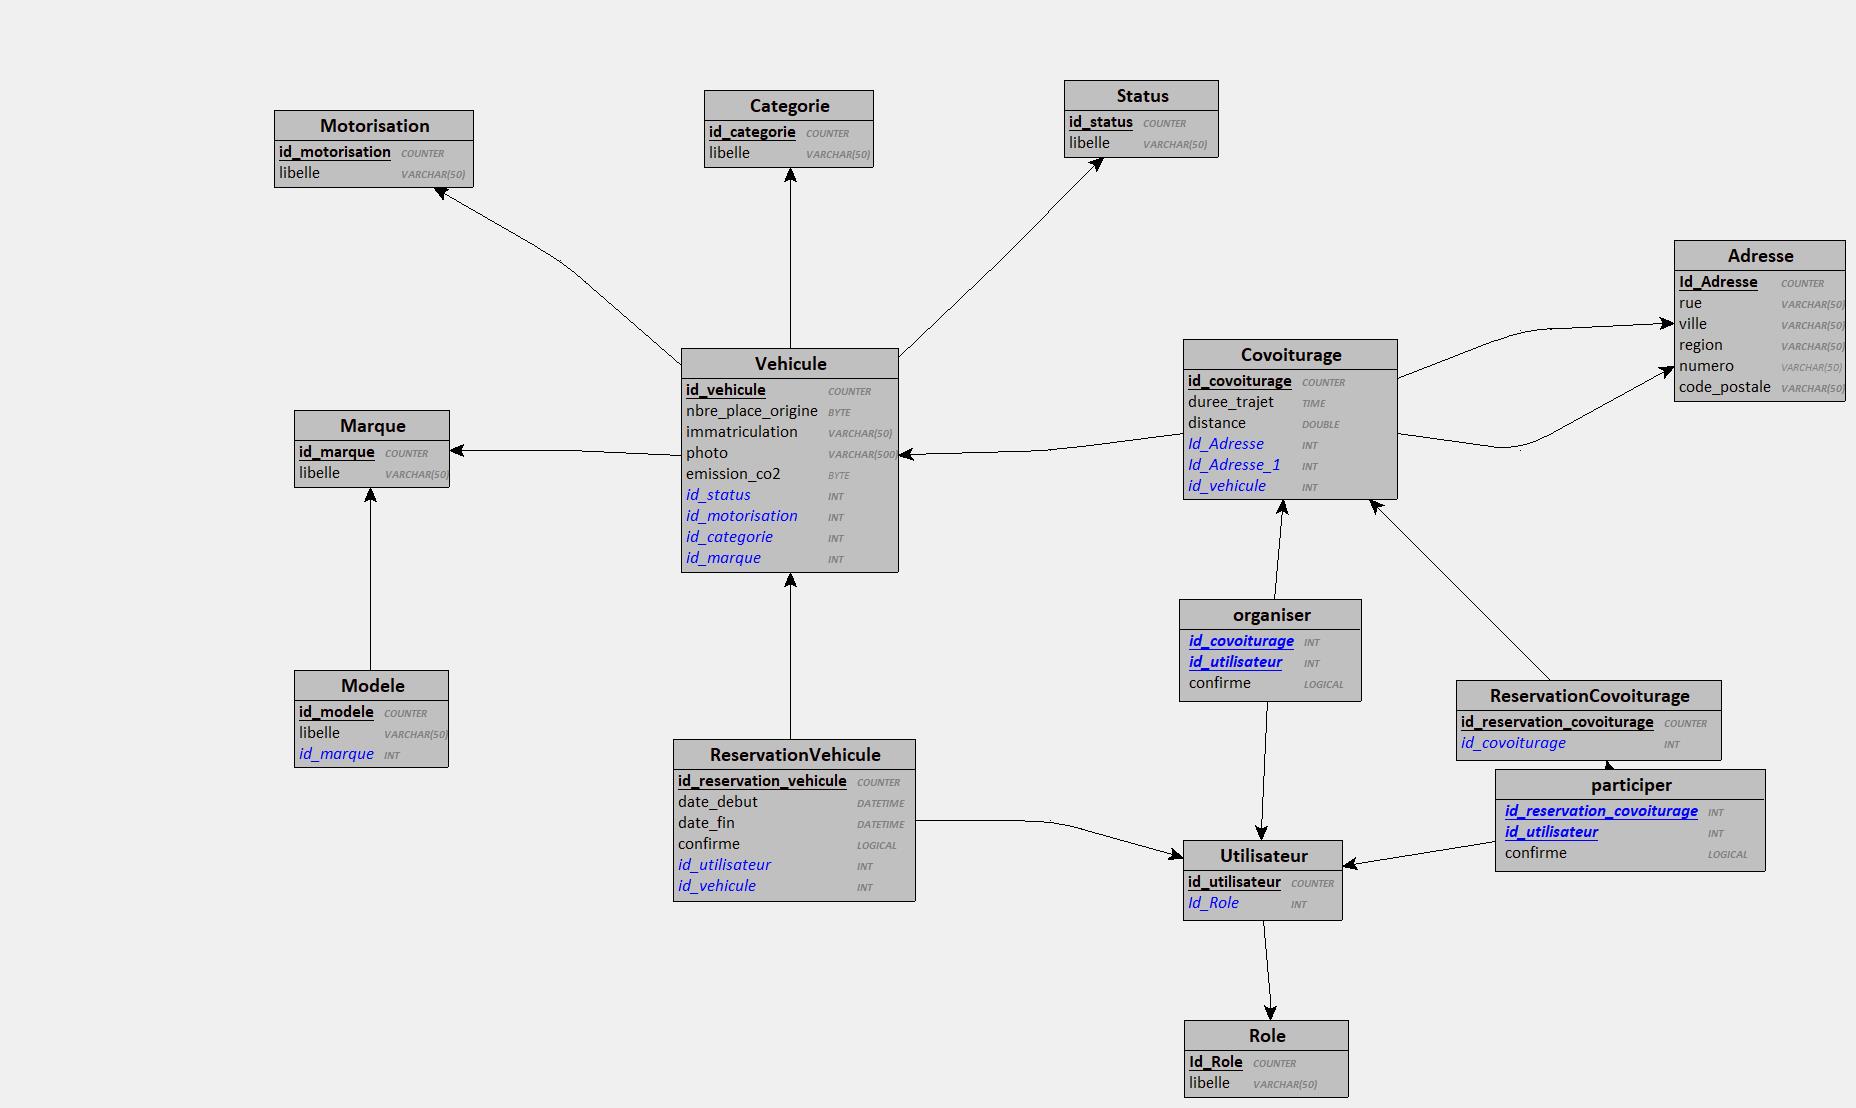 Motorisation
id_motorisation COUNTER
libelle VARCHAR(50)
Categorie
id_categorie COUNTER
libelle VARCHAR(50)
Status
id_status COUNTER
libelle VARCHAR(50)
Adresse
Id_Adresse COUNTER
rue VARCHAR(50)
ville VARCHAR(50)
region VARCHAR(50)
numero VARCHAR(50)
code_postale VARCHAR(50)
Vehicule
id_vehicule COUNTER
nbre_place_origine BYTE
immatriculation VARCHAR(50)
photo VARCHAR(500)
emission_co2 BYTE
id_status INT
id_motorisation INT
id_categorie INT
id_marque INT
Covoiturage
id_covoiturage COUNTER
duree_trajet TIME
distance DOUBLE
Id_Adresse INT
Id_Adresse_1 INT
id_vehicule INT
Marque
id_marque COUNTER
libelle VARCHAR(50)
organiser
id_covoiturage INT
id_utilisateur INT
confirme LOGICAL
Modele
id_modele COUNTER
libelle VARCHAR(50)
id_marque INT
ReservationCovoiturage
id_reservation_covoiturage COUNTER
id_covoiturage INT
ReservationVehicule
id_reservation_vehicule COUNTER
date_debut DATETIME
date_fin DATETIME
confirme LOGICAL
id_utilisateur INT
id_vehicule INT
participer
id_reservation_covoiturage INT
id_utilisateur INT
confirme LOGICAL
Utilisateur
id_utilisateur COUNTER
Id_Role INT
Role
Id_Role COUNTER
libelle VARCHAR(50)